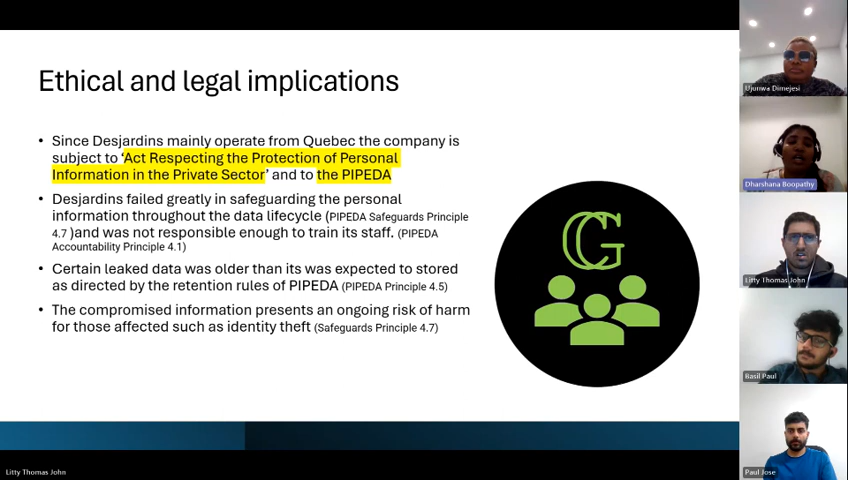 Ethical and legal implications
• Since Desjardins mainly operate from Quebec the company is
subject to ‘Act Respecting the Protection of Personal
Information in the Private Sector’ and to the PIPEDA
• Desjardins failed greatly in safeguarding the personal
information throughout the data lifecycle (PIPEDA Safeguards Principle
4.7 )and was not responsible enough to train its staff. (PIPEDA
Accountability Principle 4.1)
• Certain leaked data was older than its was expected to stored
as directed by the retention rules of PIPEDA (PIPEDA Principle 4.5)
• The compromised information presents an ongoing risk of harm
for those affected such as identity theft (Safeguards Principle 4.7)
CG
Ujunwa Dimejesi
Dharshana Boopathy
Litty Thomas John
Basil Paul
Paul Jose
Litty Thomas John